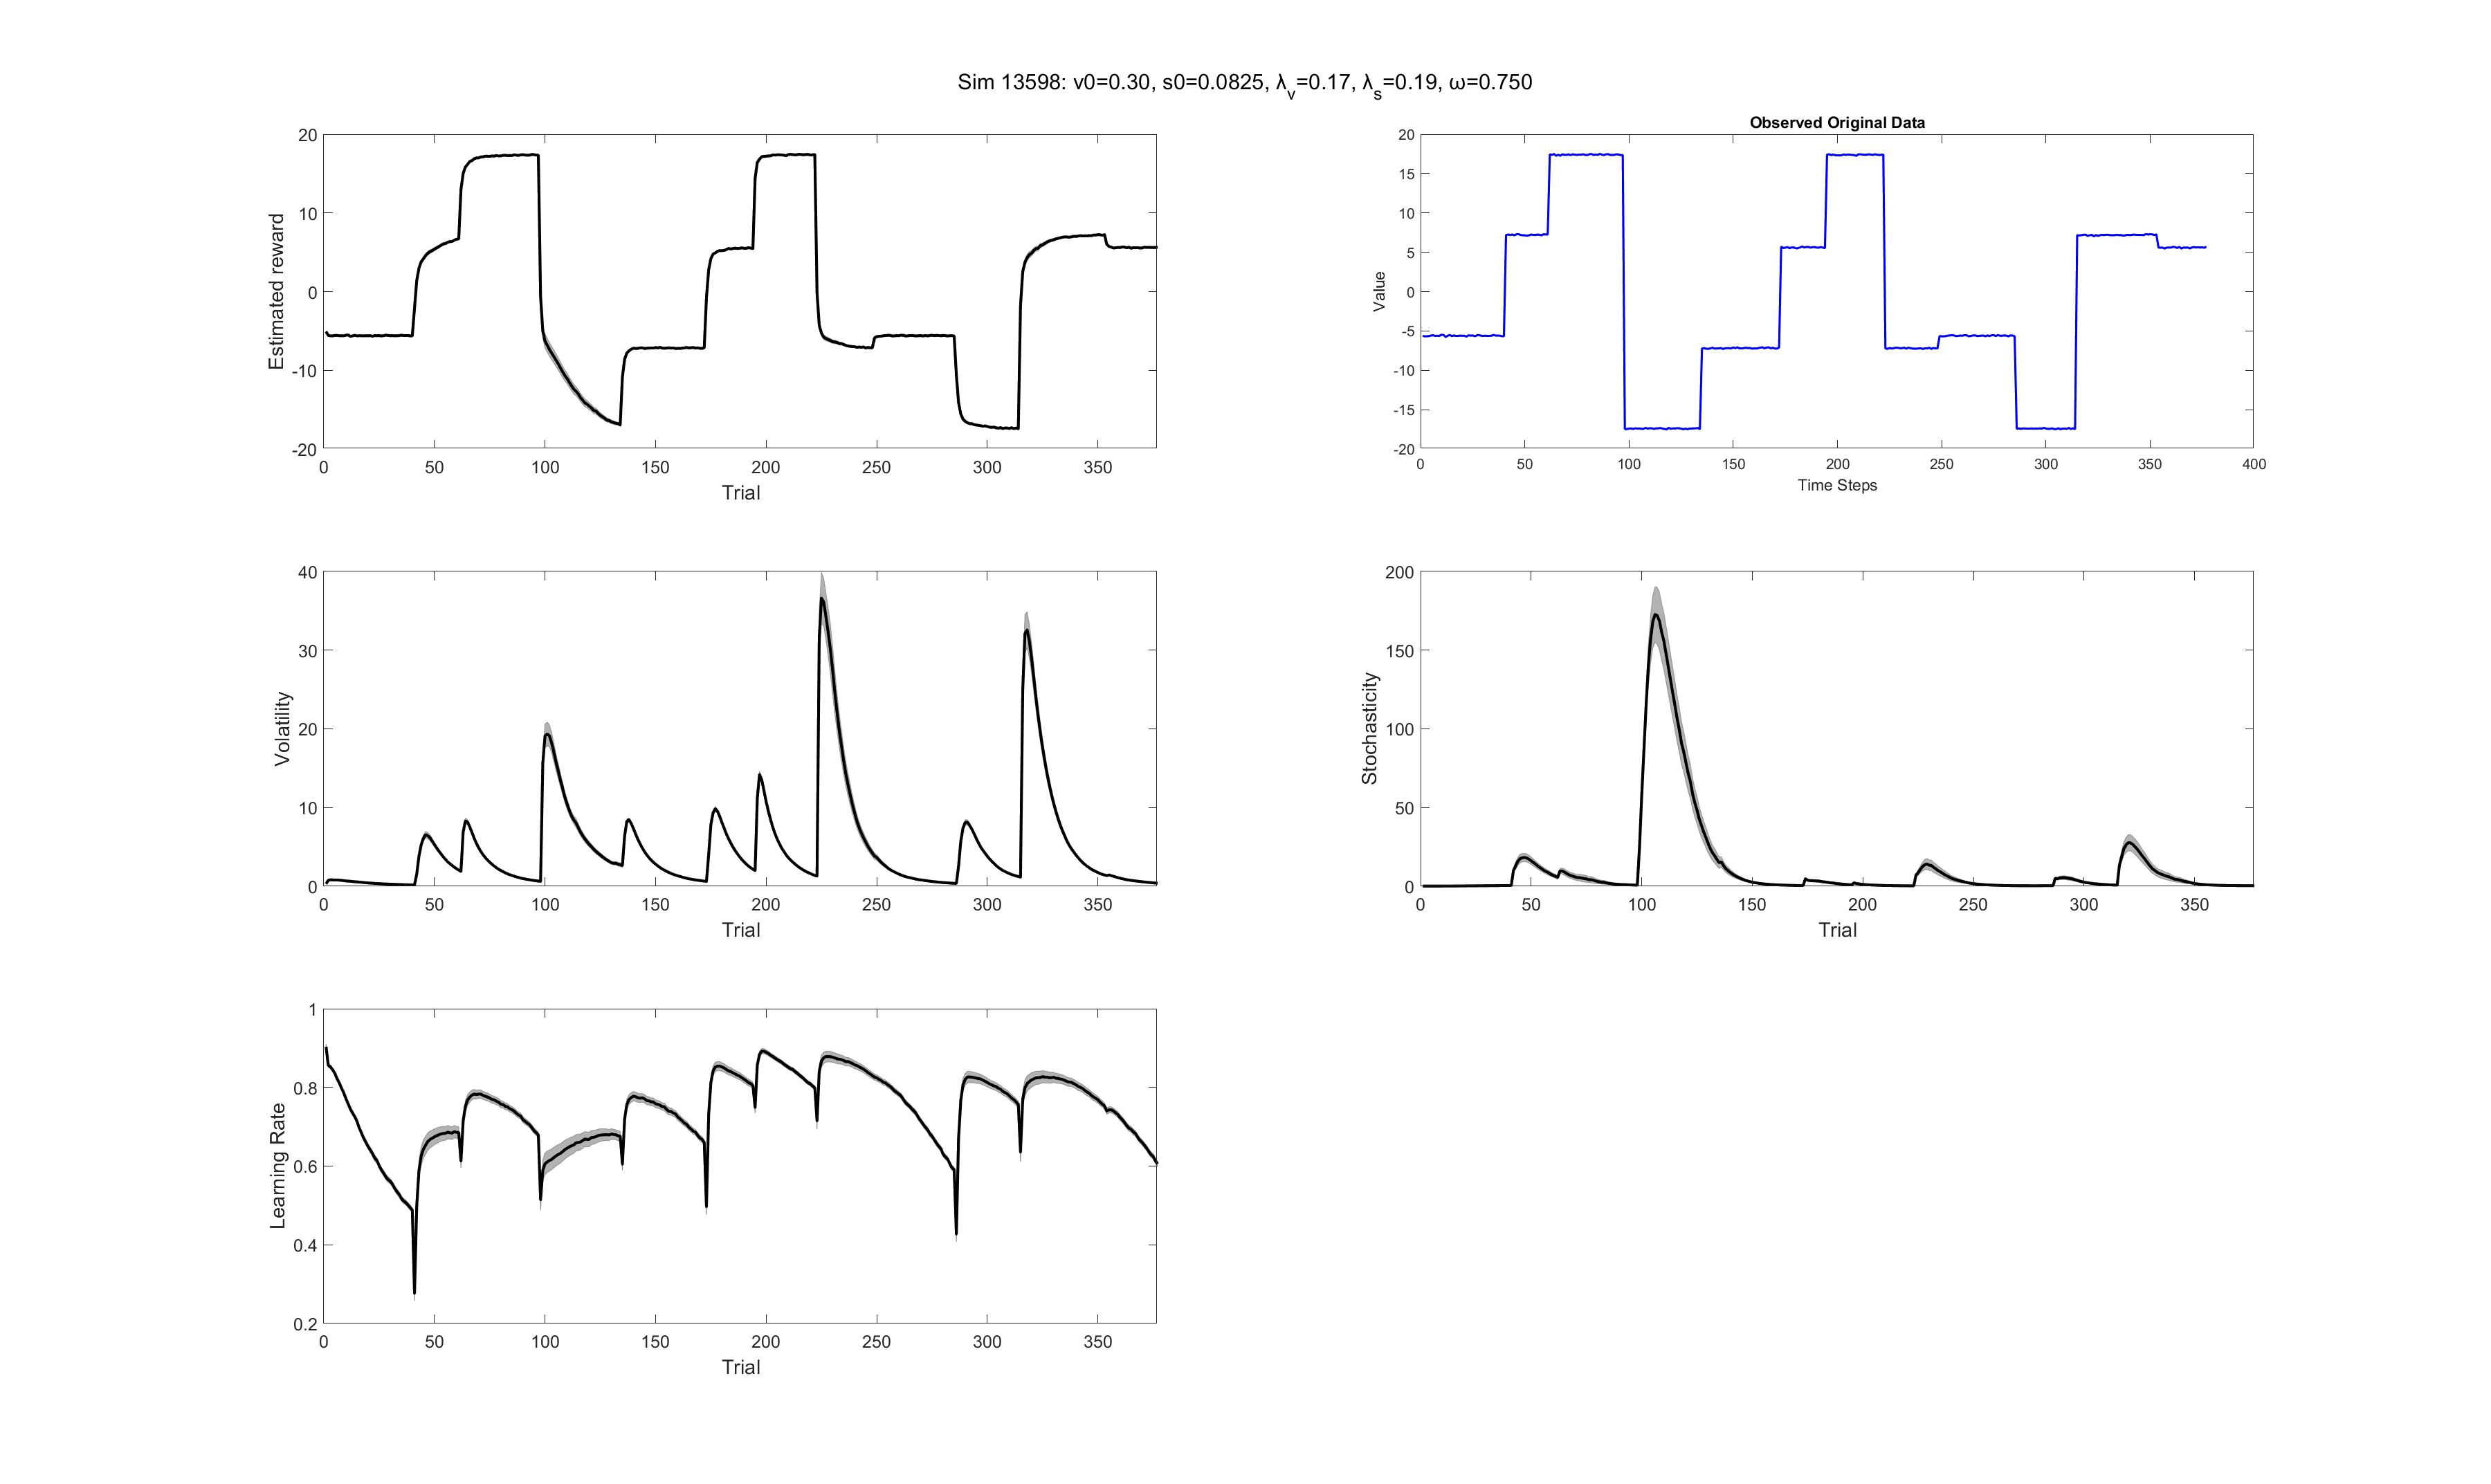 Sim 13598: v0=0.30, s0=0.0825, λv=0.17, λs=0.19, ω=0.750
Estimated reward
20
10
0
-10
-20
0 50 100 150 200 250 300 350
Trial
Observed Original Data
Value
20
15
10
5
0
-5
-10
-15
-20
0 50 100 150 200 250 300 350 400
Time Steps
Volatility
40
30
20
10
0
0 50 100 150 200 250 300 350
Trial
Stochasticity
200
150
100
50
0
0 50 100 150 200 250 300 350
Trial
Learning Rate
1
0.8
0.6
0.4
0.2
0 50 100 150 200 250 300 350
Trial